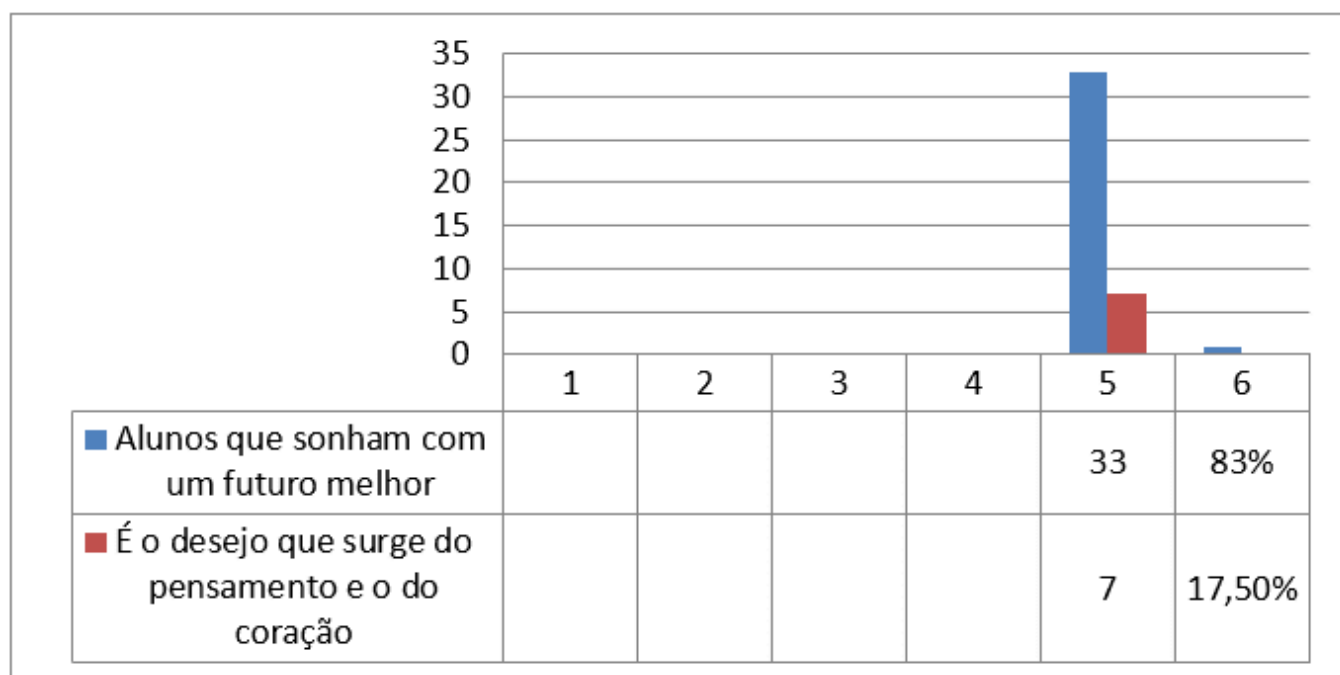 35
30
25
20
15
10
5
0
1 2 3 4 5 6
Alunos que sonham com
um futuro melhor
33 83%
É o desejo que surge do
pensamento e o do
coração
7 17,50%